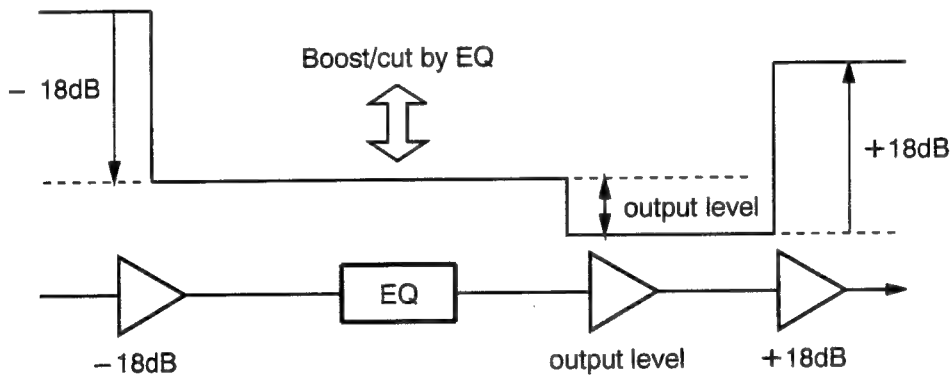 Boost/cut by EQ
− 18dB
+18dB
output level
EQ
−18dB
output level
+18dB